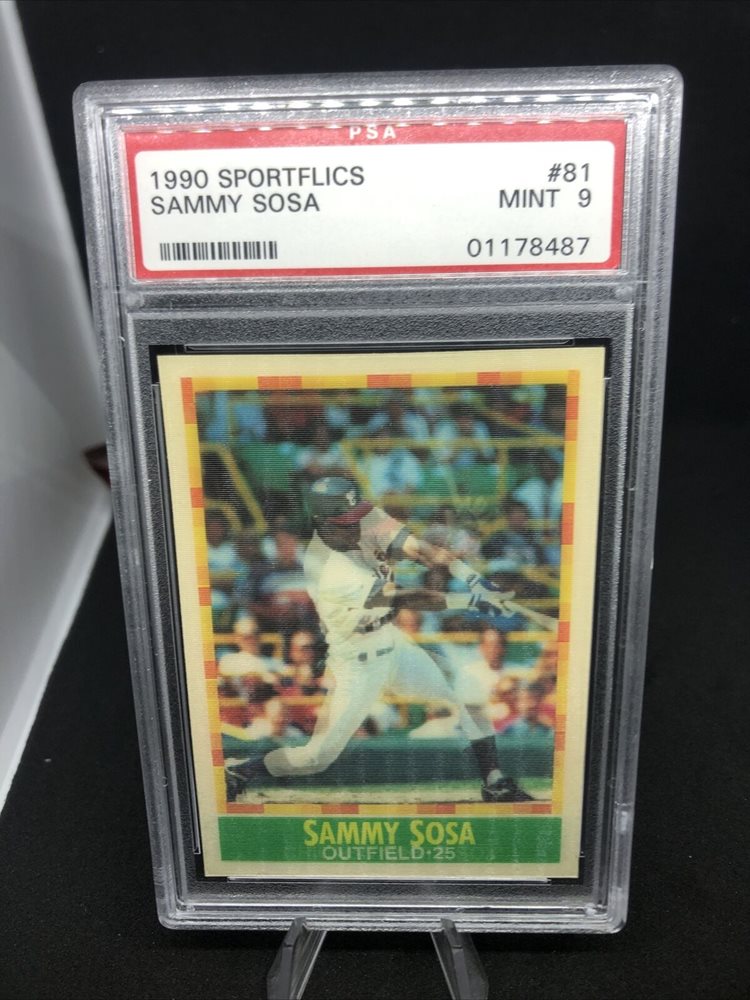 PSA
1990 SPORTFLICS #81
SAMMY SOSA MINT 9
01178487
SAMMY SOSA
OUTFIELD•25